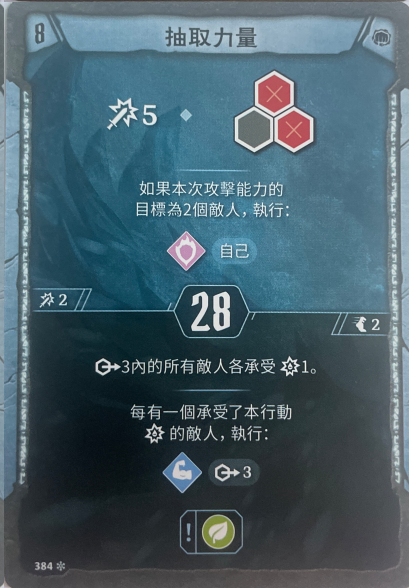 8
抽取力量
5
如果本次攻擊能力的
目標為2個敵人，執行：
自己
2
28
2
3內的所有敵人各承受 1。
每有一個承受了本行動
的敵人，執行：
3
!
384